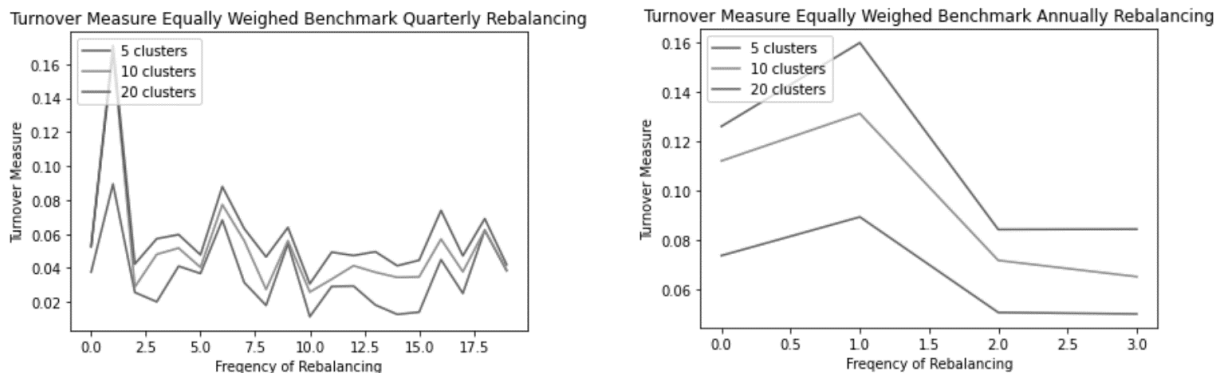 Turnover Measure Equally Weighed Benchmark Quarterly Rebalancing
5 clusters
10 clusters
20 clusters
0.16
0.14
0.12
0.10
0.08
0.06
0.04
0.02
Turnover Measure
0.0 2.5 5.0 7.5 10.0 12.5 15.0 17.5
Freqency of Rebalancing
Turnover Measure Equally Weighed Benchmark Annually Rebalancing
5 clusters
10 clusters
20 clusters
0.16
0.14
0.12
0.10
0.08
0.06
Turnover Measure
0.0 0.5 1.0 1.5 2.0 2.5 3.0
Freqency of Rebalancing